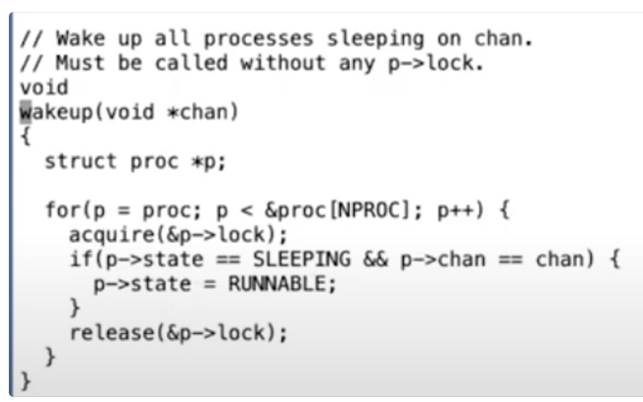 // Wake up all processes sleeping on chan.
// Must be called without any p->lock.
void
wakeup(void *chan)
{
  struct proc *p;

  for(p = proc; p < &proc[NPROC]; p++) {
    acquire(&p->lock);
    if(p->state == SLEEPING && p->chan == chan) {
      p->state = RUNNABLE;
    }
    release(&p->lock);
  }
}